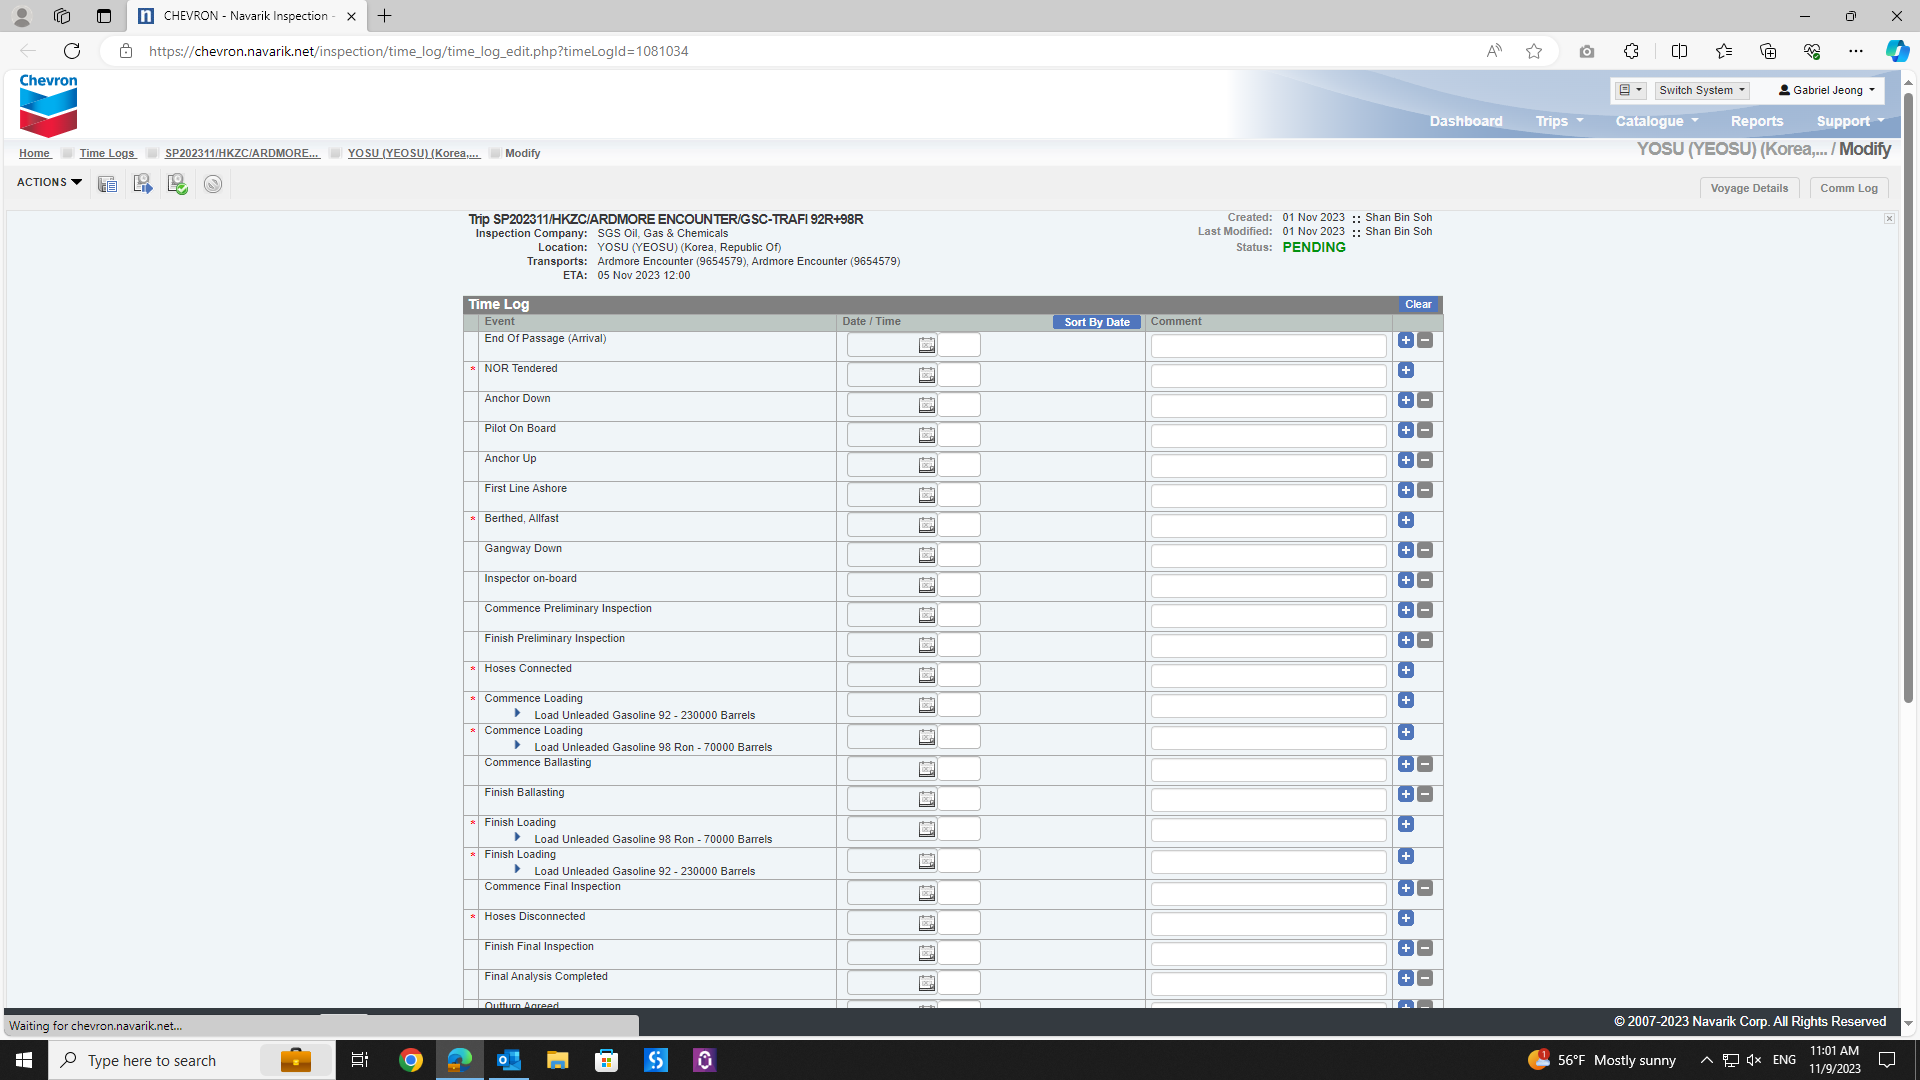 CHEVRON - Navarik Inspection -
https://chevron.navarik.net/inspection/time_log/time_log_edit.php?timeLogId=1081034
Chevron
Switch System
Gabriel Jeong
Dashboard Trips Catalogue Reports Support
Home Time Logs SP202311/HKZC/ARDMORE... YOSU (YEOSU) (Korea,... Modify
YOSU (YEOSU) (Korea,... / Modify
ACTIONS
Voyage Details Comm Log
Trip SP202311/HKZC/ARDMORE ENCOUNTER/GSC-TRAFI 92R+98R
Inspection Company: SGS Oil, Gas & Chemicals
Location: YOSU (YEOSU) (Korea, Republic Of)
Transports: Ardmore Encounter (9654579), Ardmore Encounter (9654579)
ETA: 05 Nov 2023 12:00
Created: 01 Nov 2023 :: Shan Bin Soh
Last Modified: 01 Nov 2023 :: Shan Bin Soh
Status: PENDING
Time Log Clear
Event Date / Time Sort By Date Comment
End Of Passage (Arrival)
* NOR Tendered
Anchor Down
Pilot On Board
Anchor Up
First Line Ashore
* Berthed, Allfast
Gangway Down
Inspector on-board
Commence Preliminary Inspection
Finish Preliminary Inspection
* Hoses Connected
* Commence Loading
Load Unleaded Gasoline 92 - 230000 Barrels
* Commence Loading
Load Unleaded Gasoline 98 Ron - 70000 Barrels
Commence Ballasting
Finish Ballasting
* Finish Loading
Load Unleaded Gasoline 98 Ron - 70000 Barrels
* Finish Loading
Load Unleaded Gasoline 92 - 230000 Barrels
Commence Final Inspection
* Hoses Disconnected
Finish Final Inspection
Final Analysis Completed
Outturn Agreed
Waiting for chevron.navarik.net...
© 2007-2023 Navarik Corp. All Rights Reserved
Type here to search
1
56°F Mostly sunny
ENG
11:01 AM
11/9/2023